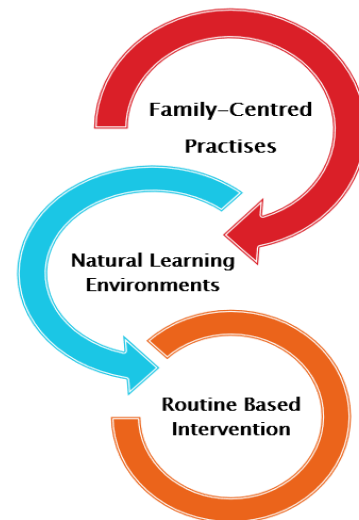 Family-Centred
Practises
Natural Learning
Environments
Routine Based
Intervention